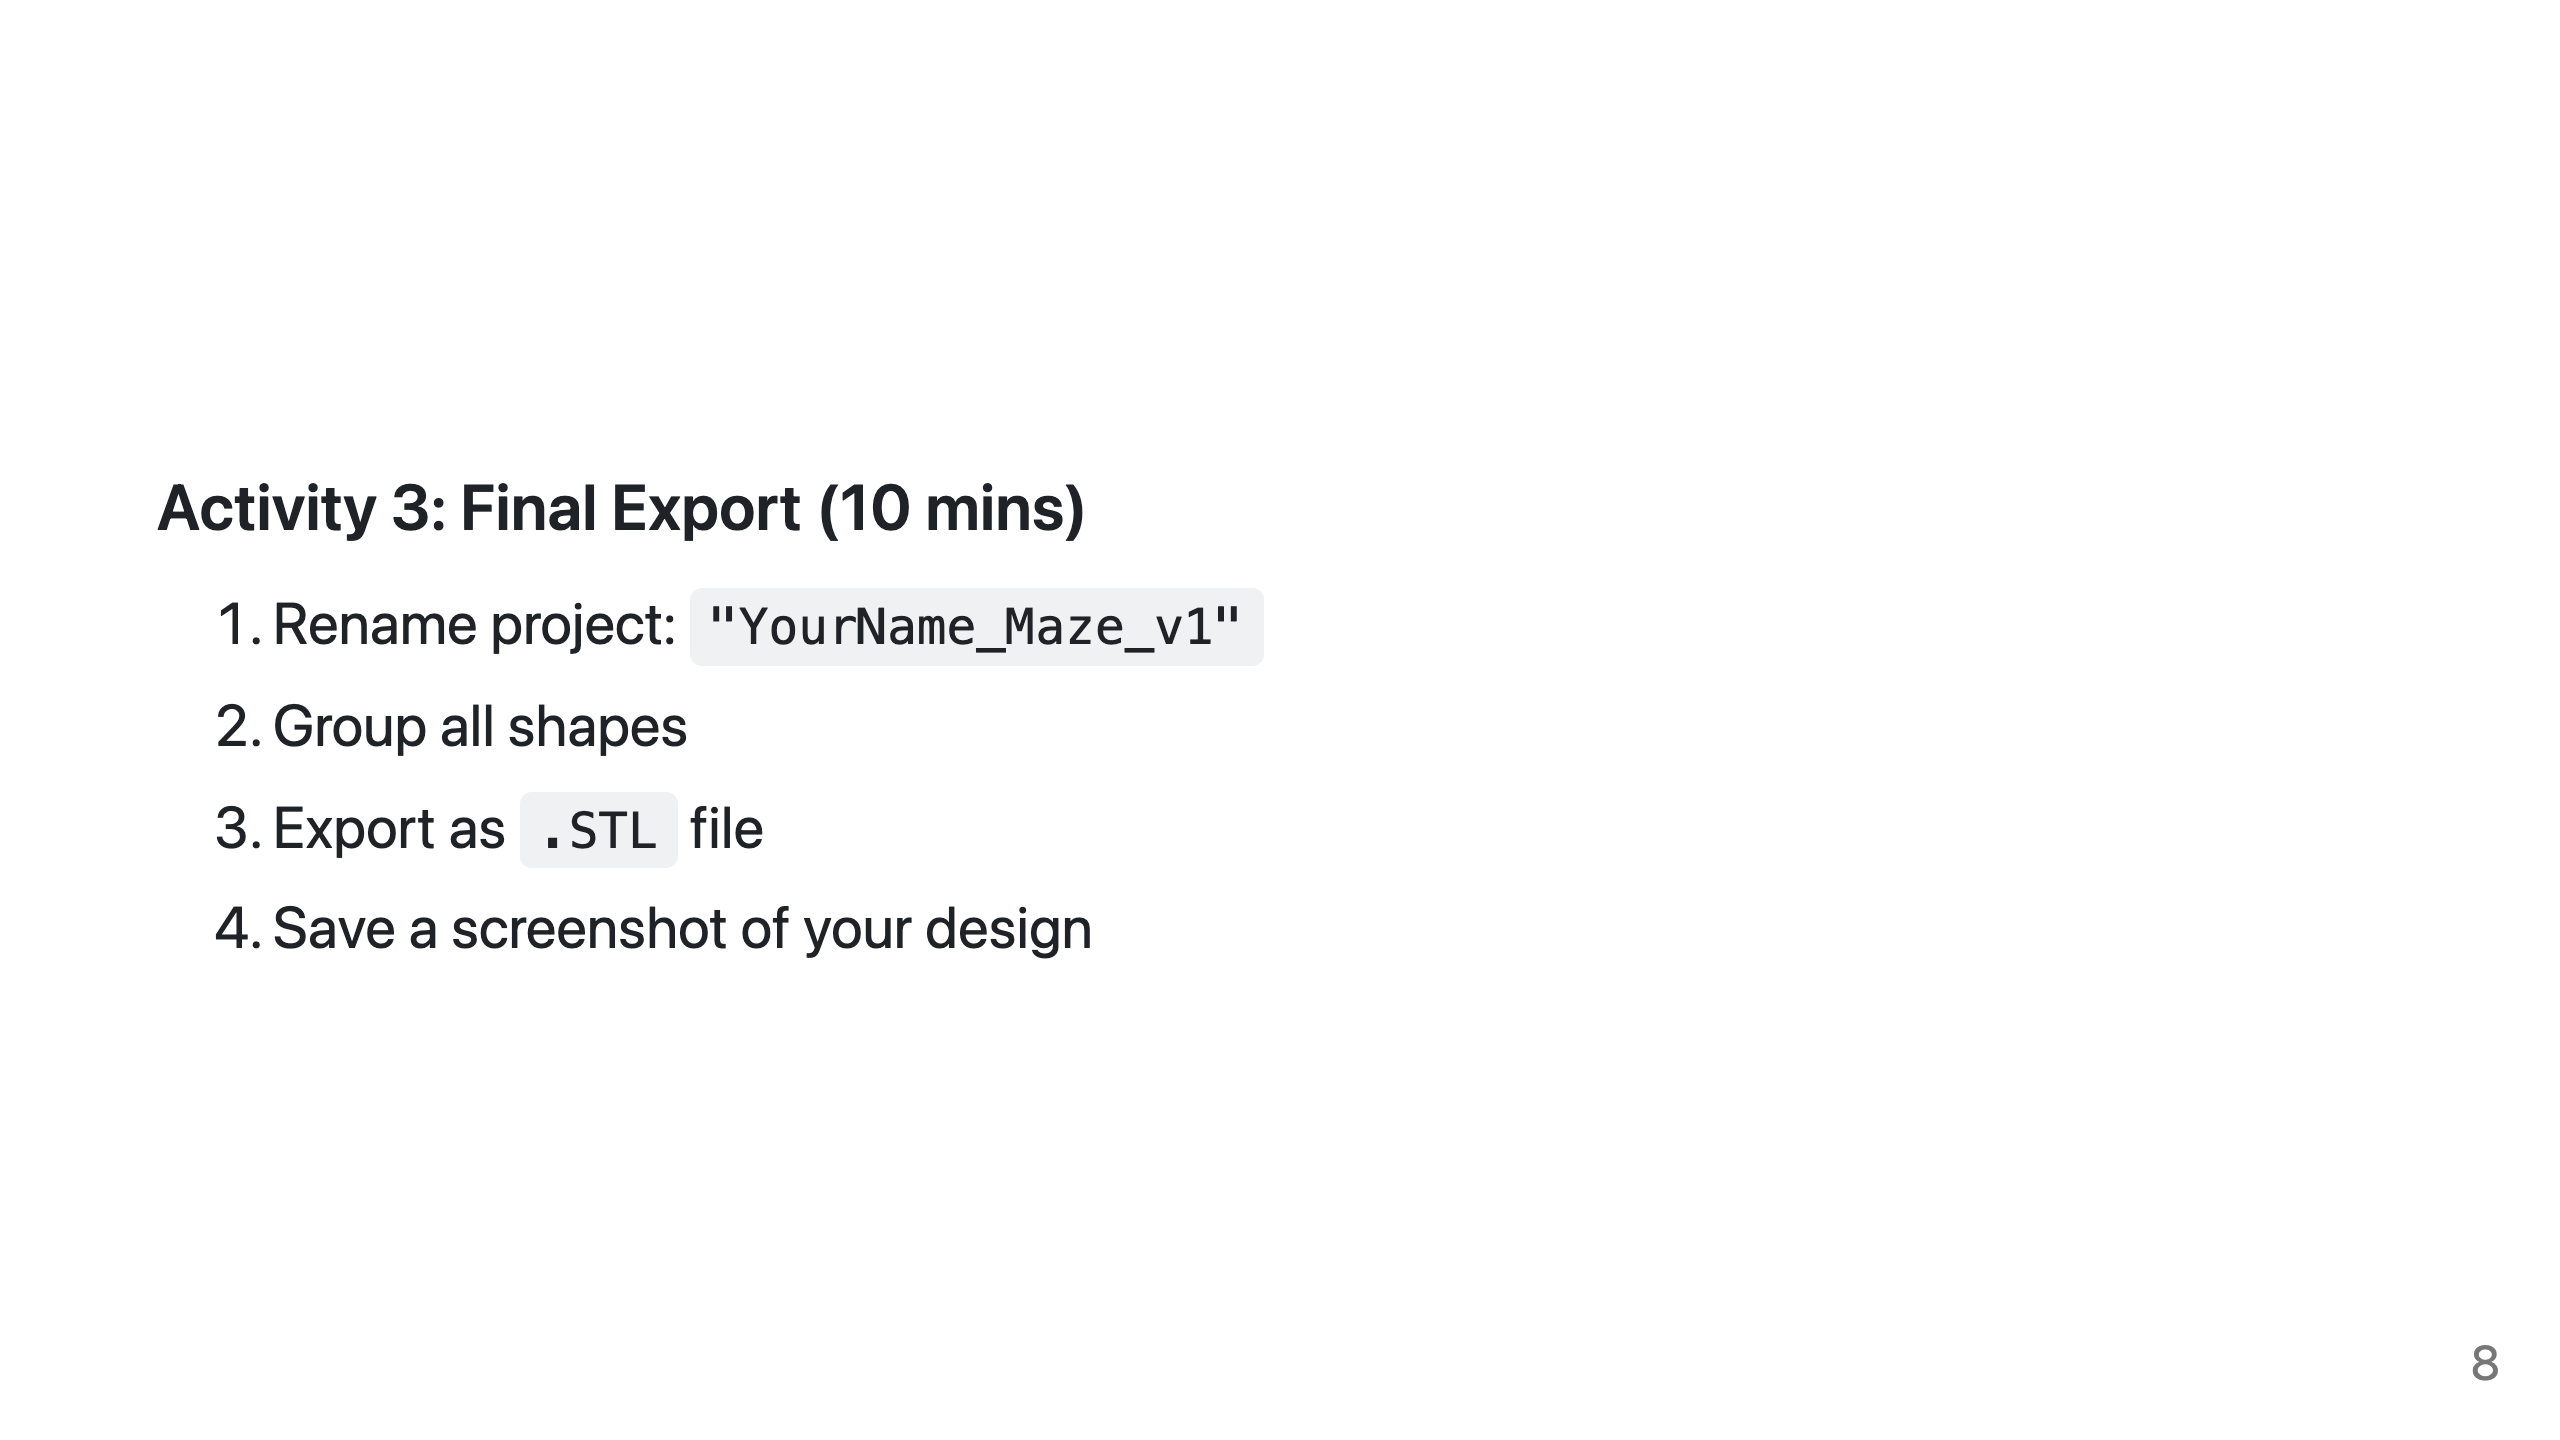 Activity 3: Final Export (10 mins)
1. Rename project: "YourName_Maze_v1"
2. Group all shapes
3. Export as .STL file
4. Save a screenshot of your design
8